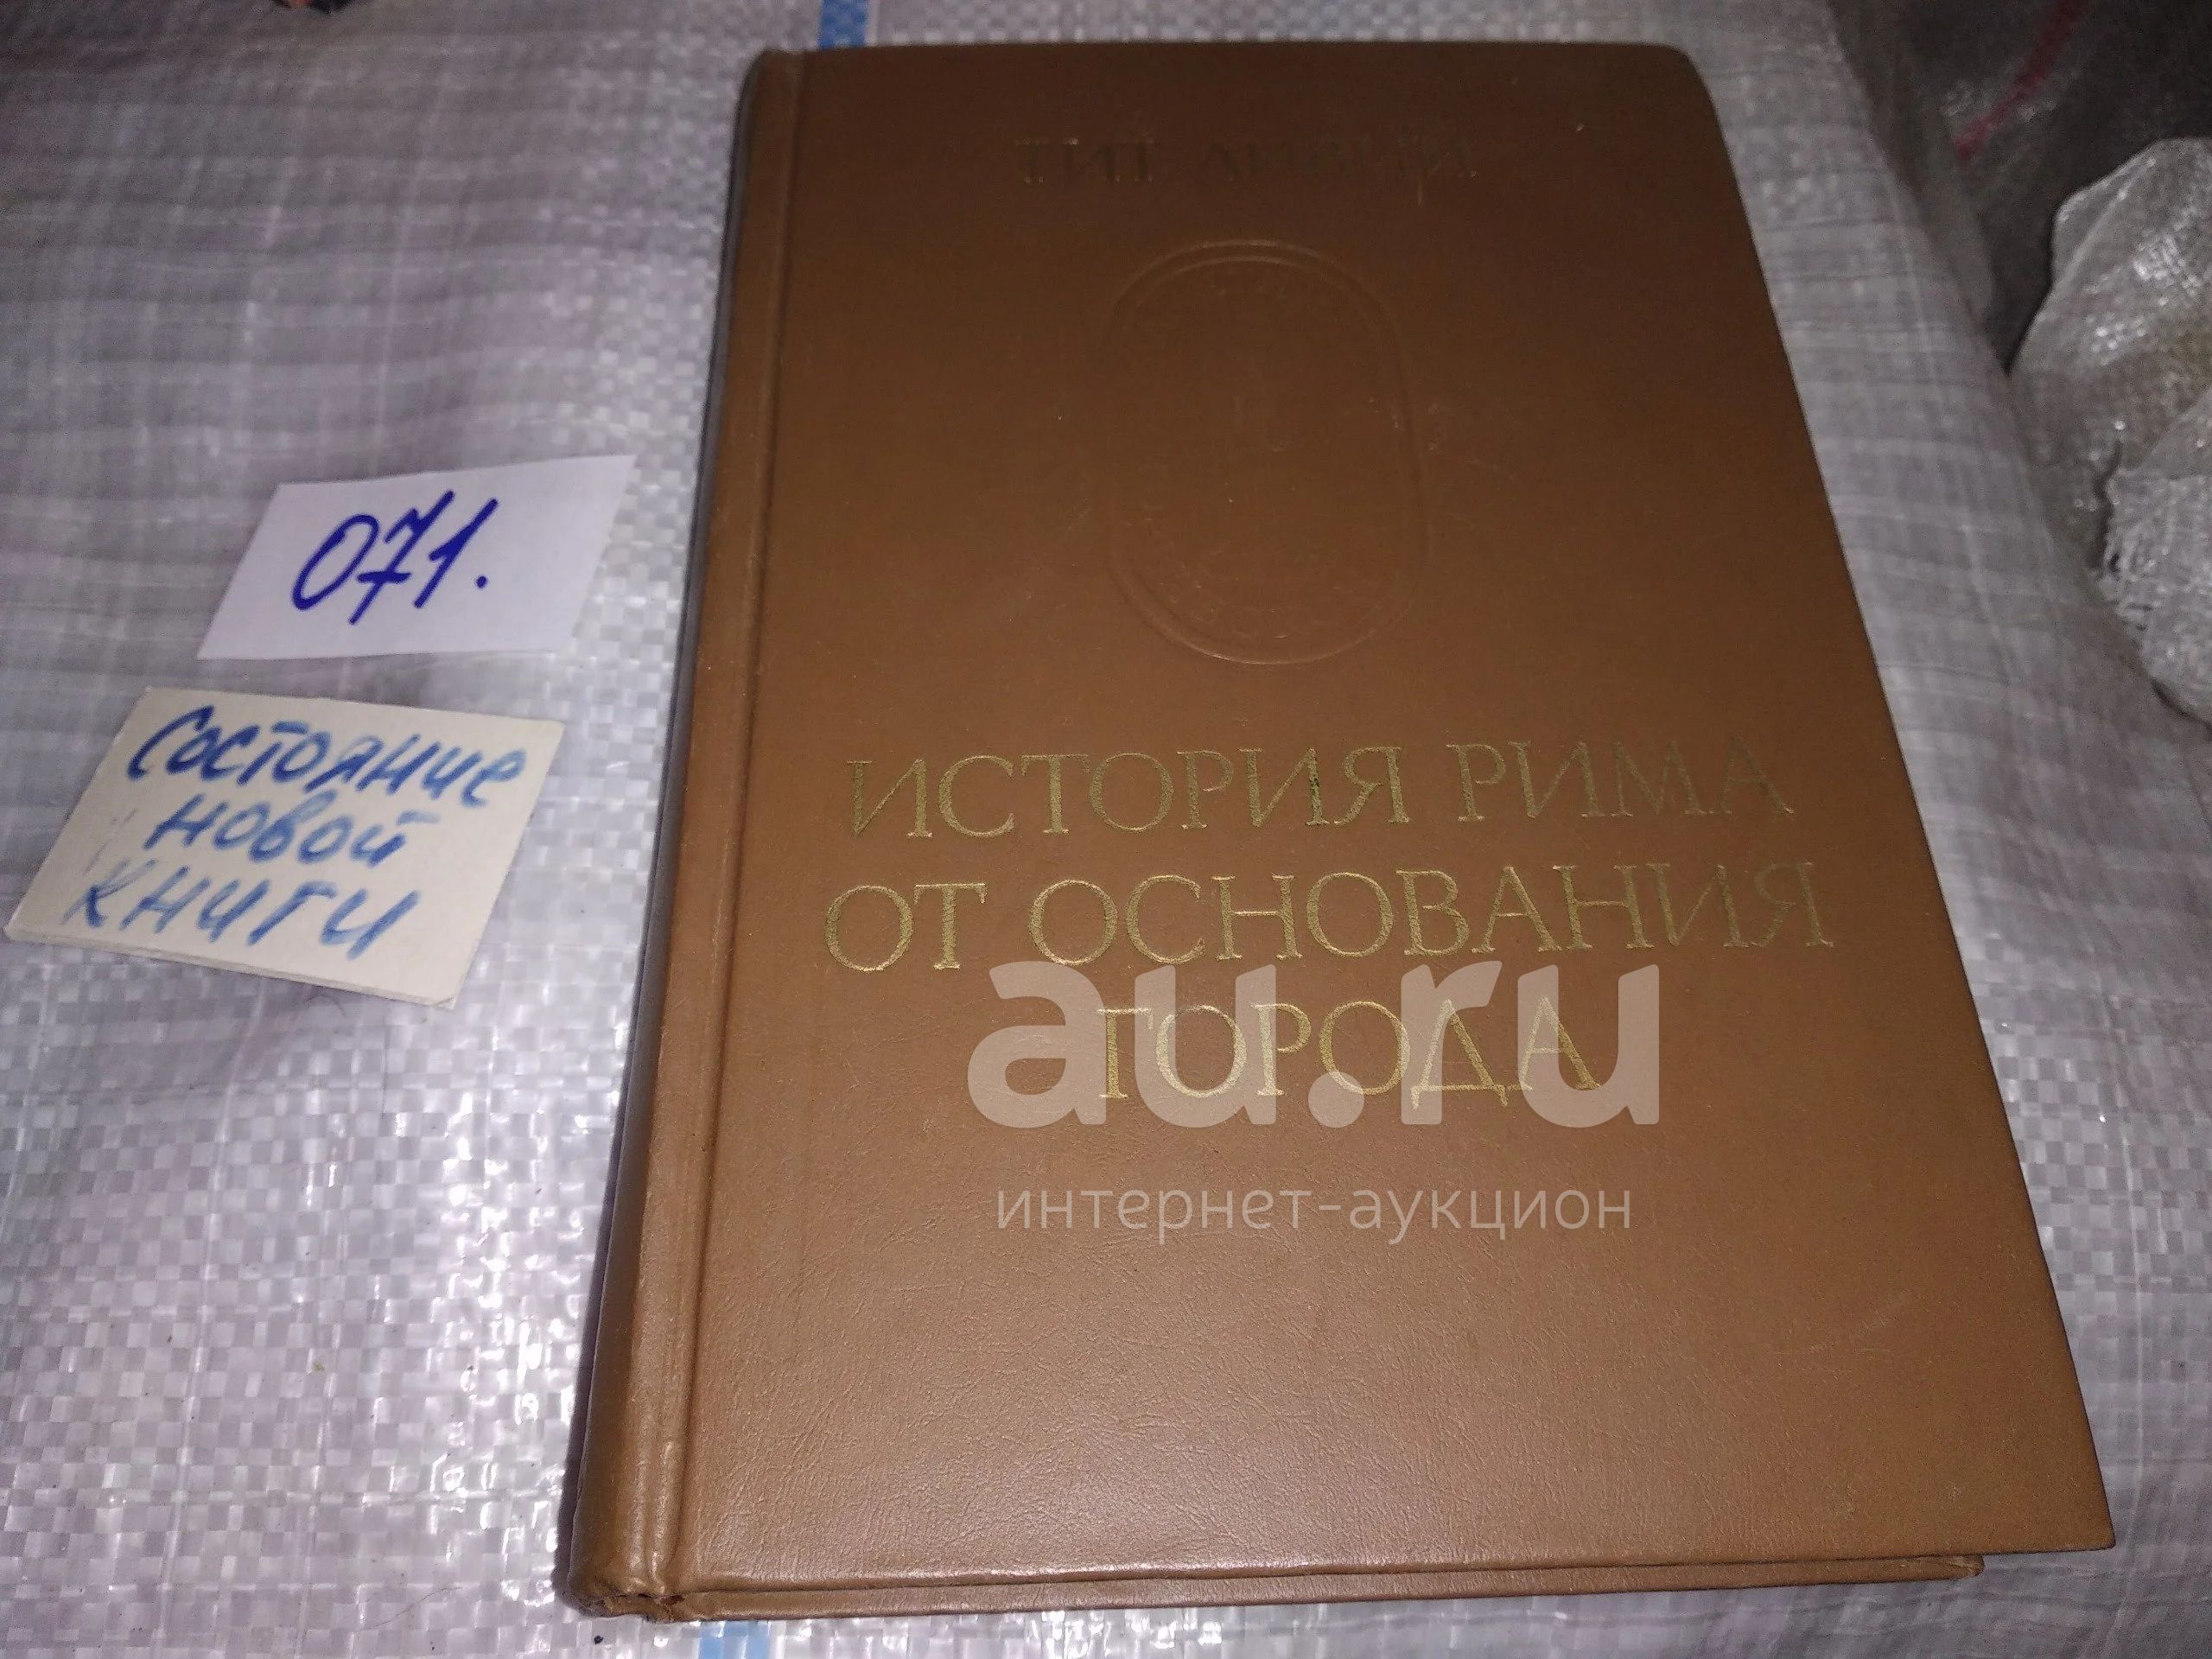 ТИТ ЛИВИЙ
071.
Состояние
новой
книги
ИСТОРИЯ РИМА
ОТ ОСНОВАНИЯ
ГОРОДА
au.ru
интернет-аукцион